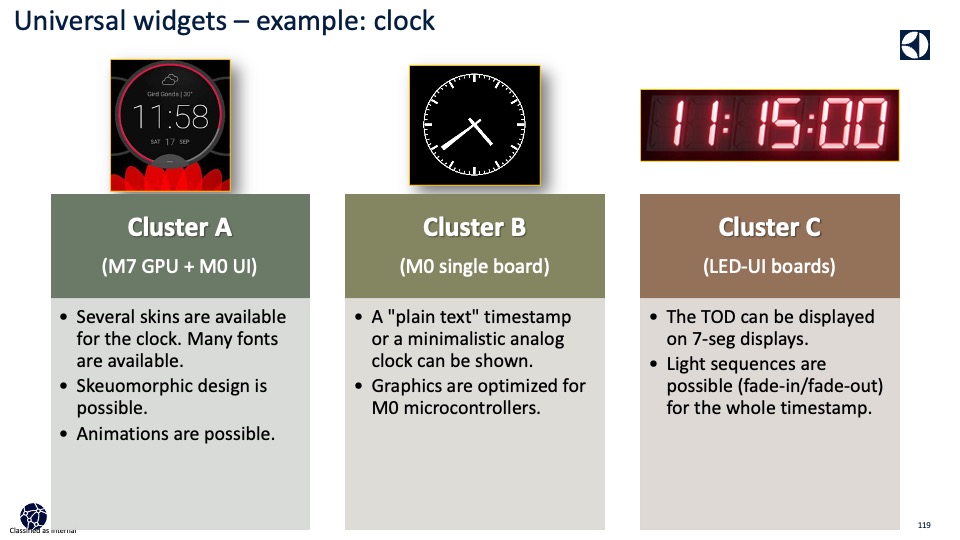 Universal widgets – example: clock
Gird Gonds | 30°
11:58
SAT 17 SEP
11:15:00
Cluster A
(M7 GPU + M0 UI)
• Several skins are available
for the clock. Many fonts
are available.
• Skeuomorphic design is
possible.
• Animations are possible.
Cluster B
(M0 single board)
• A "plain text" timestamp
or a minimalistic analog
clock can be shown.
• Graphics are optimized for
M0 microcontrollers.
Cluster C
(LED-UI boards)
• The TOD can be displayed
on 7-seg displays.
• Light sequences are
possible (fade-in/fade-out)
for the whole timestamp.
Classified as Internal
119